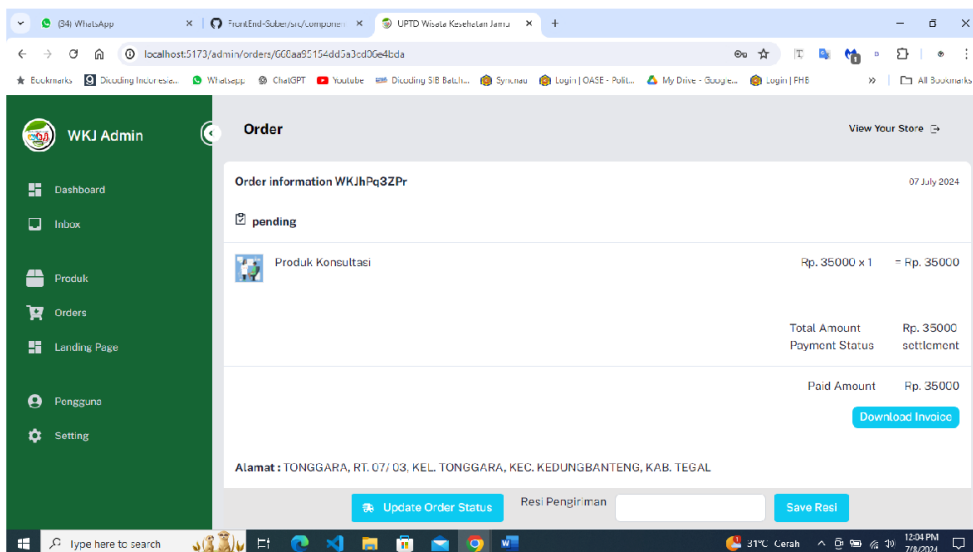 (34) WhatsApp
FrontEnd-Suber/src/componen
UPTD Wisata Kesehatan Jamu
localhost:5173/admin/orders/668aa95154dd5a3cd06e4bda
Bookmarks
Dicoding Indonesia...
Whatsapp
ChatGPT
Youtube
Dicoding SIB Batch...
Syncnau
Login | OASE - Polit...
My Drive - Google...
Login | PHB
All Bookmarks
WKJ Admin
Order
View Your Store
Dashboard
Inbox
Produk
Orders
Landing Page
Pengguna
Setting
Order information WKJhPq3ZPr
07 July 2024
pending
Produk Konsultasi
Rp. 35000 x 1
= Rp. 35000
Total Amount
Rp. 35000
Payment Status
settlement
Paid Amount
Rp. 35000
Download Invoice
Alamat : TONGGARA, RT. 07/ 03, KEL. TONGGARA, KEC. KEDUNGBANTENG, KAB. TEGAL
Update Order Status
Resi Pengiriman
Save Resi
Type here to search
31°C Cerah
12:04 PM
7/8/2024